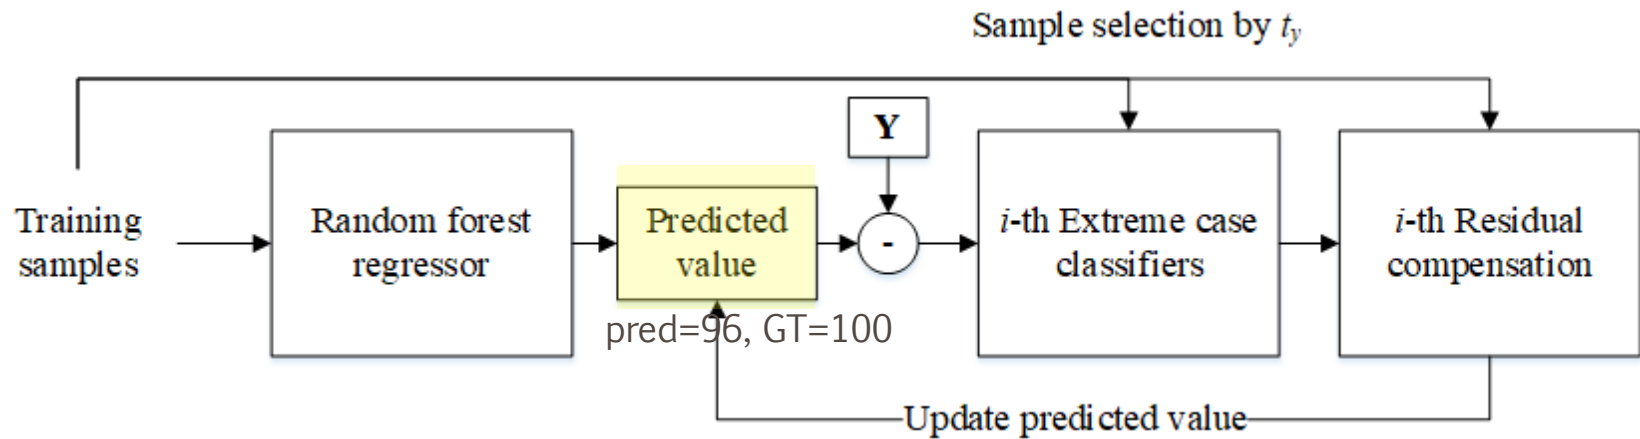 Sample selection by t_y
Y
Training
samples
Random forest
regressor
Predicted
value
-
i-th Extreme case
classifiers
i-th Residual
compensation
pred=96, GT=100
Update predicted value